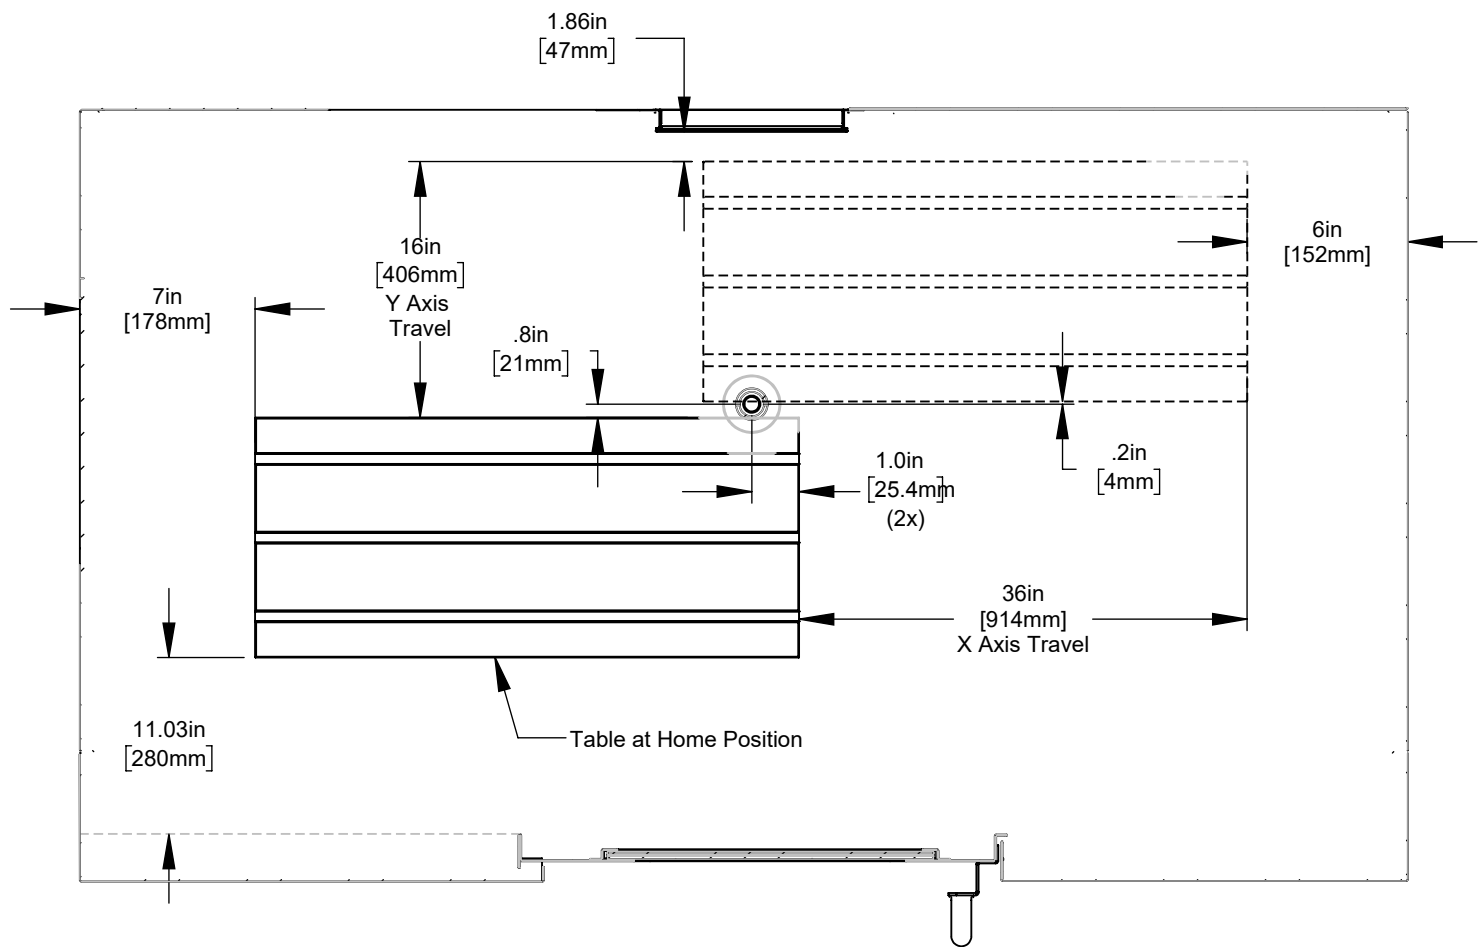 1.86in
[47mm]
16in
[406mm]
Y Axis
Travel
6in
[152mm]
7in
[178mm]
.8in
[21mm]
1.0in
[25.4mm]
(2x)
.2in
[4mm]
36in
[914mm]
X Axis Travel
11.03in
[280mm]
Table at Home Position